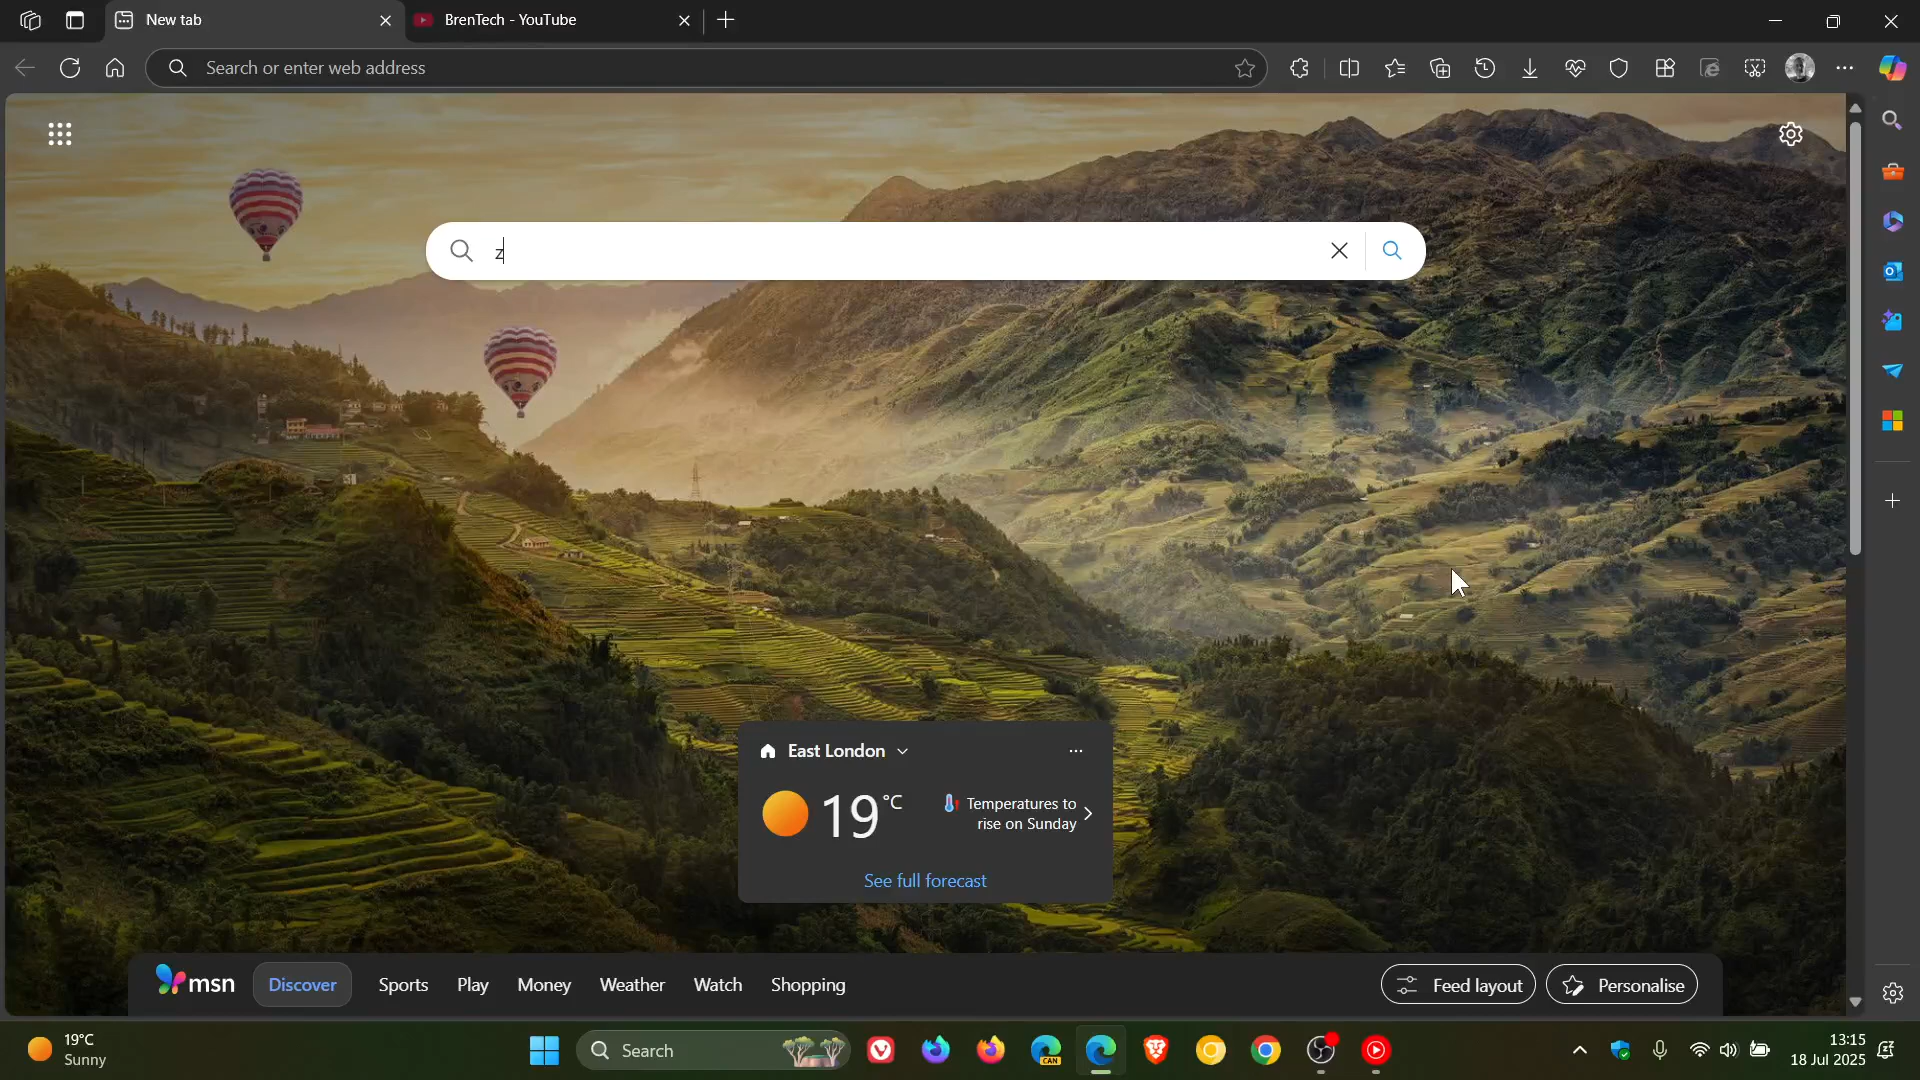 New tab
BrenTech - YouTube
Search or enter web address
z
East London
19 °C
Temperatures to
rise on Sunday
See full forecast
msn
Discover
Sports
Play
Money
Weather
Watch
Shopping
Feed layout
Personalise
19°C
Sunny
Search
CAN
13:15
18 Jul 2025